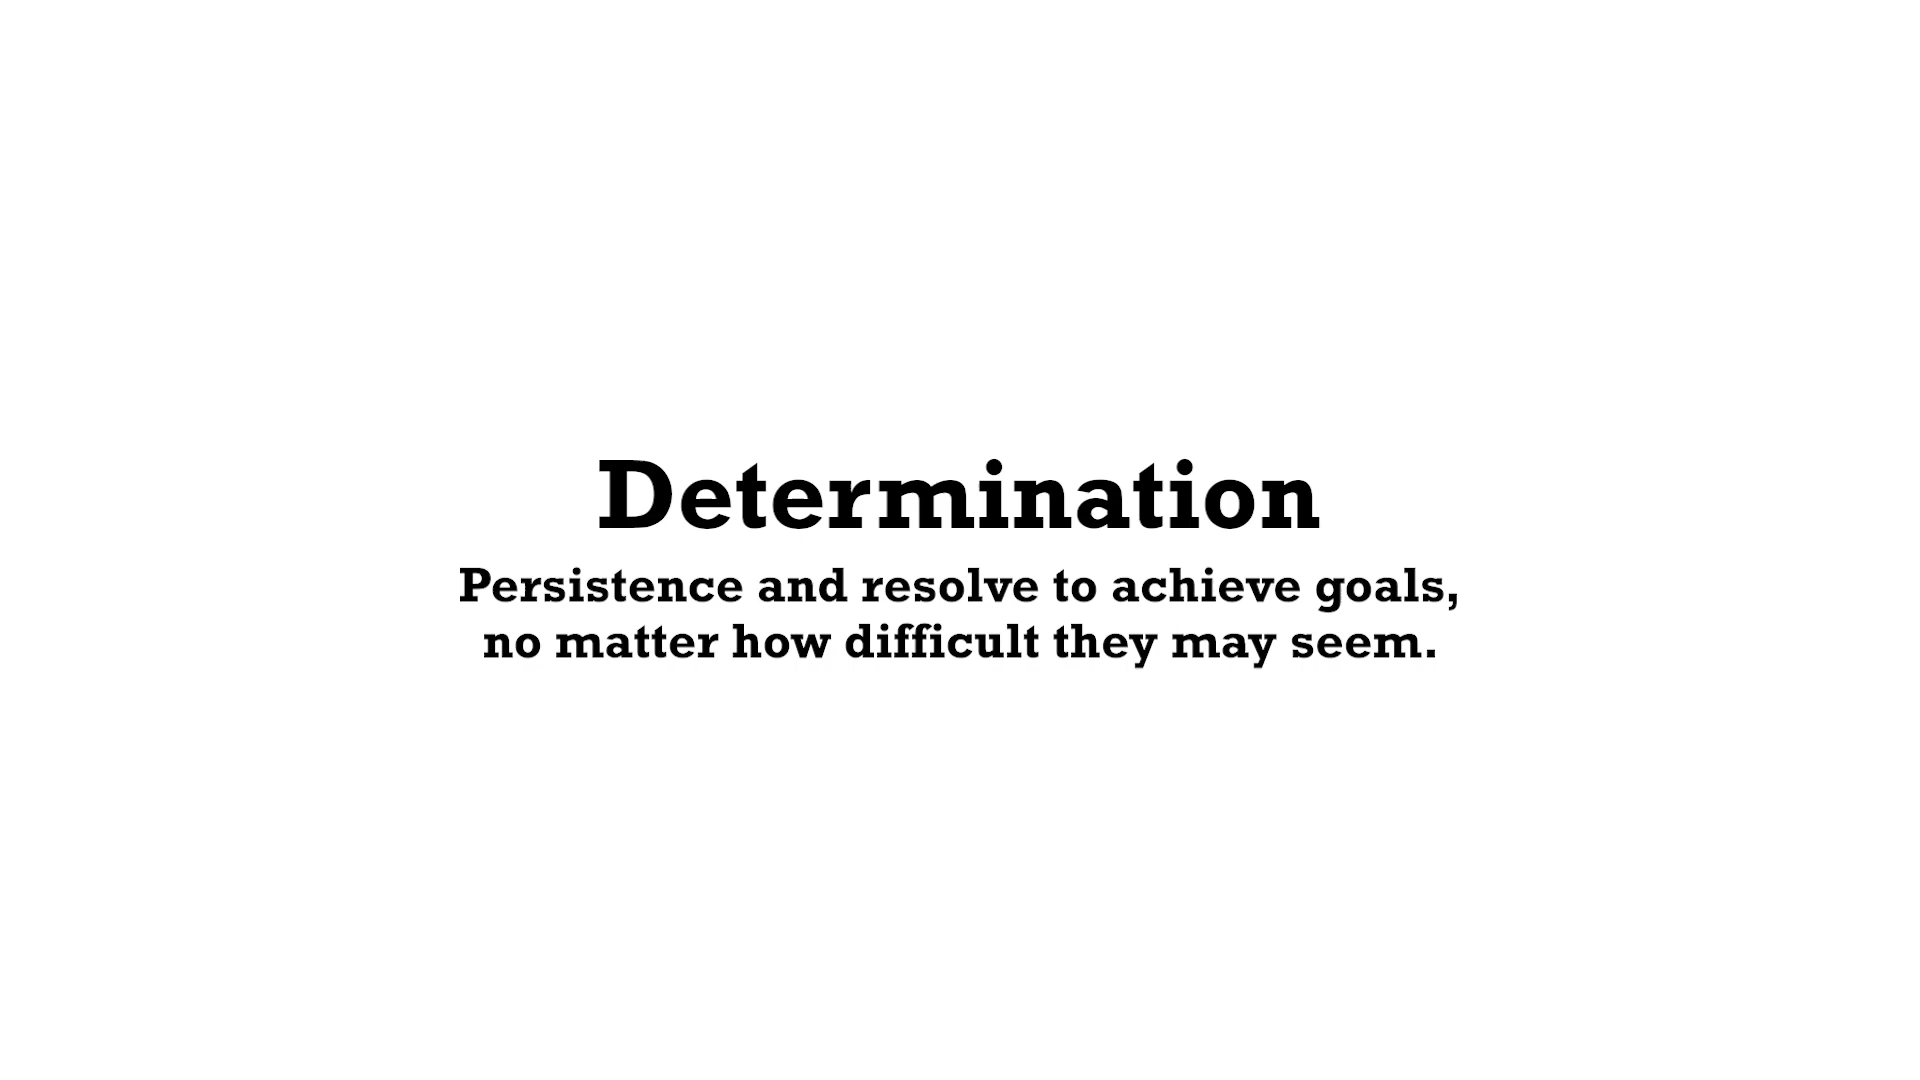 Determination
Persistence and resolve to achieve goals,
no matter how difficult they may seem.